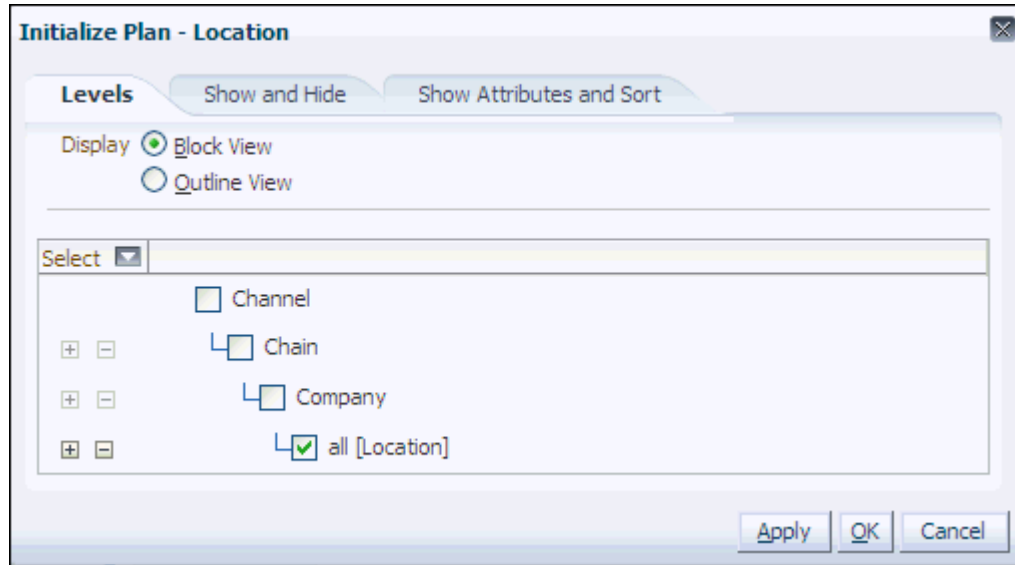 Initialize Plan - Location
Levels Show and Hide Show Attributes and Sort
Display Block View
Outline View
Select
Channel
Chain
Company
all [Location]
Apply OK Cancel